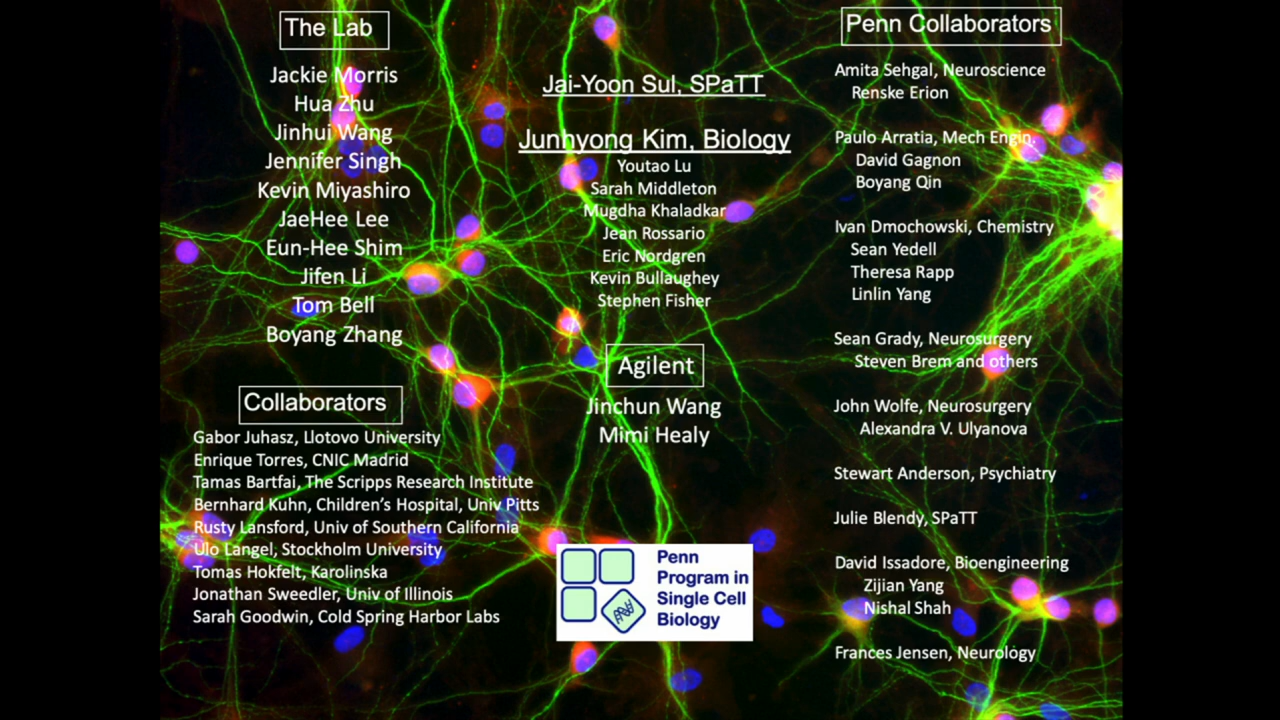 The Lab
Jackie Morris
Hua Zhu
Jinhui Wang
Jennifer Singh
Kevin Miyashiro
JaeHee Lee
Eun-Hee Shim
Jifen Li
Tom Bell
Boyang Zhang
Collaborators
Gabor Juhasz, Llotovo University
Enrique Torres, CNIC Madrid
Tamas Bartfai, The Scripps Research Institute
Bernhard Kuhn, Children's Hospital, Univ Pitts
Rusty Lansford, Univ of Southern California
Ulo Langel, Stockholm University
Tomas Hokfelt, Karolinska
Jonathan Sweedler, Univ of Illinois
Sarah Goodwin, Cold Spring Harbor Labs
Jai-Yoon Sul, SPaTT
Junhyong Kim, Biology
Youtao Lu
Sarah Middleton
Mugdha Khaladkar
Jean Rossario
Eric Nordgren
Kevin Bullaughey
Stephen Fisher
Agilent
Jinchun Wang
Mimi Healy
Penn
Program in
Single Cell
Biology
Penn Collaborators
Amita Sehgal, Neuroscience
Renske Erion
Paulo Arratia, Mech Engin.
David Gagnon
Boyang Qin
Ivan Dmochowski, Chemistry
Sean Yedell
Theresa Rapp
Linlin Yang
Sean Grady, Neurosurgery
Steven Brem and others
John Wolfe, Neurosurgery
Alexandra V. Ulyanova
Stewart Anderson, Psychiatry
Julie Blendy, SPaTT
David Issadore, Bioengineering
Zijian Yang
Nishal Shah
Frances Jensen, Neurology